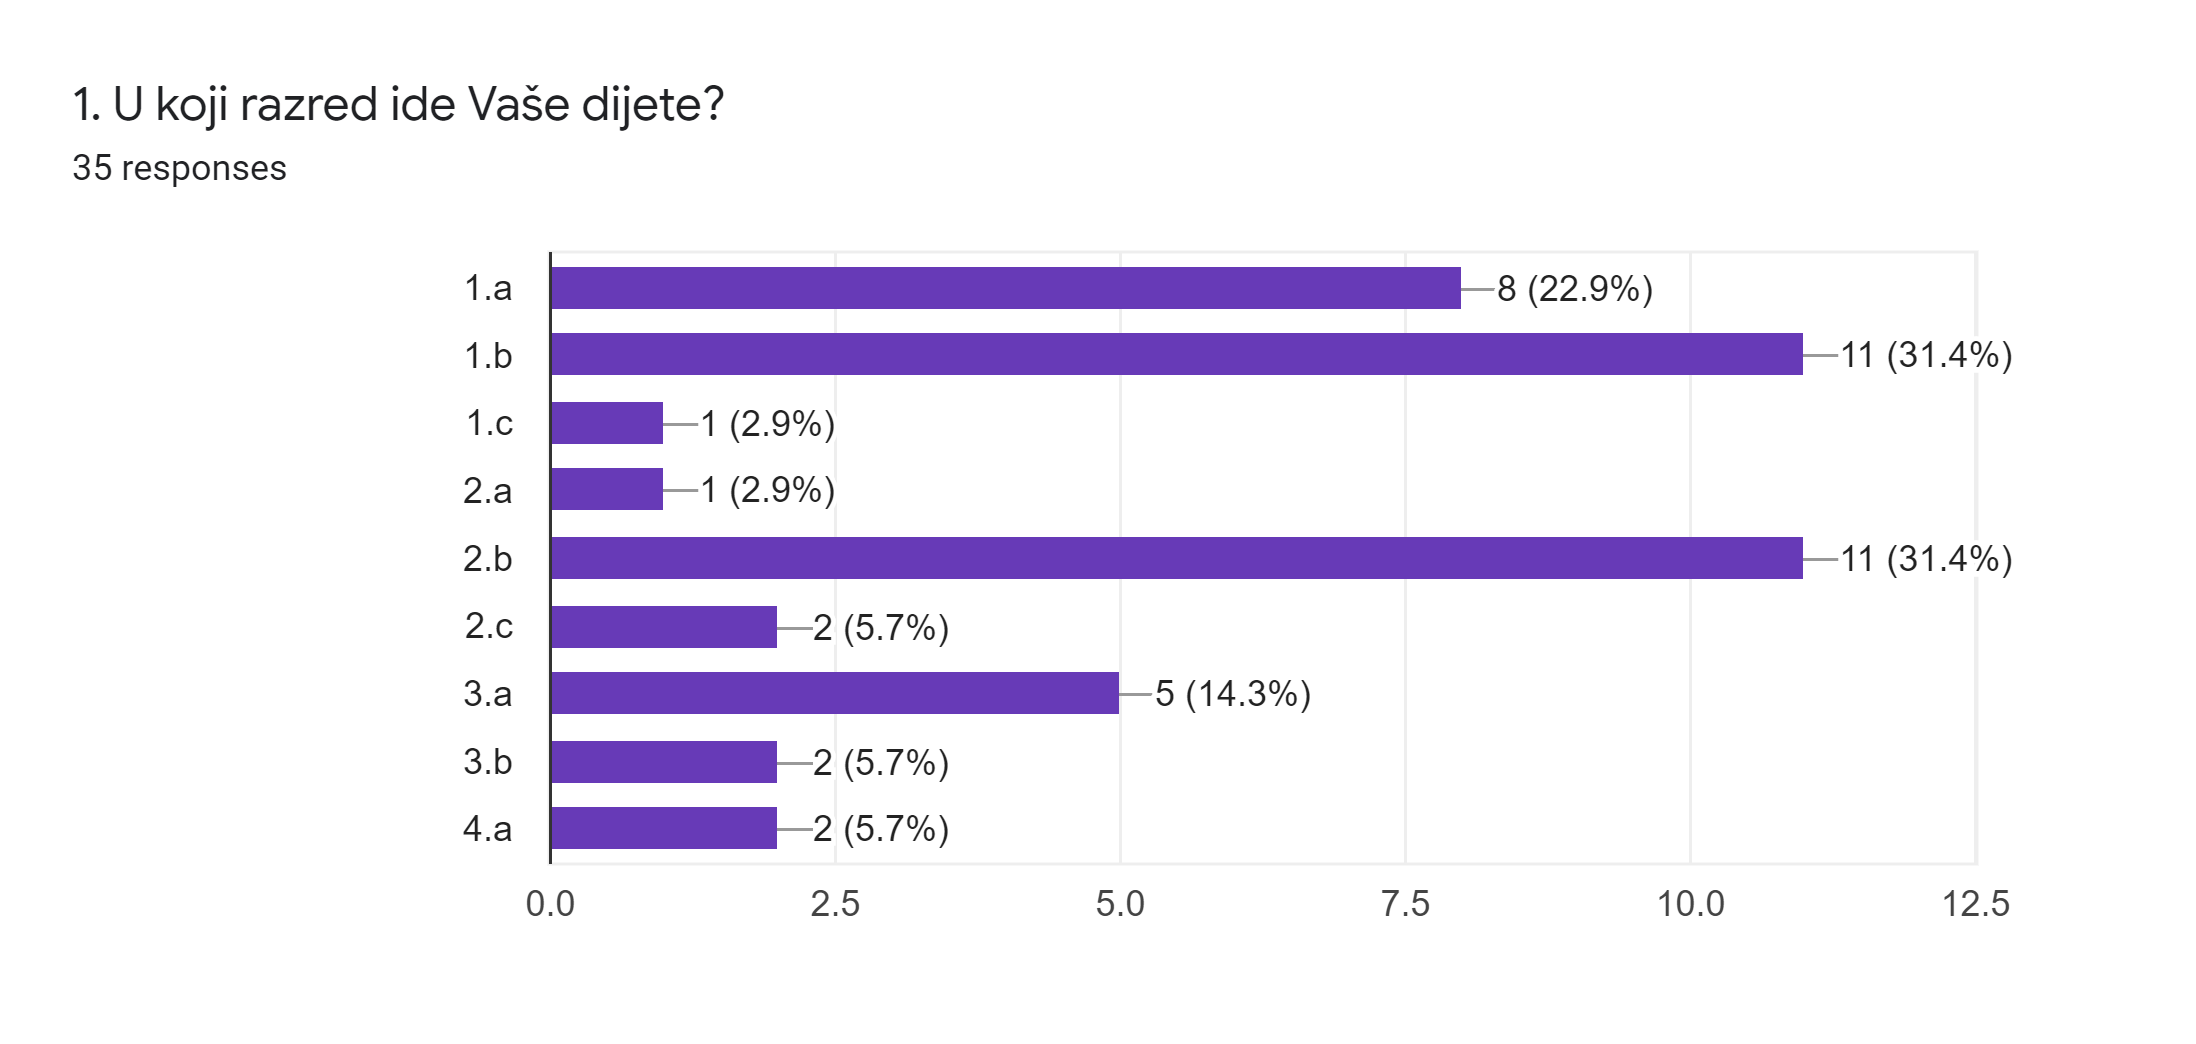 1. U koji razred ide Vaše dijete?
35 responses
1.a 8 (22.9%)
1.b 11 (31.4%)
1.c 1 (2.9%)
2.a 1 (2.9%)
2.b 11 (31.4%)
2.c 2 (5.7%)
3.a 5 (14.3%)
3.b 2 (5.7%)
4.a 2 (5.7%)
0.0 2.5 5.0 7.5 10.0 12.5